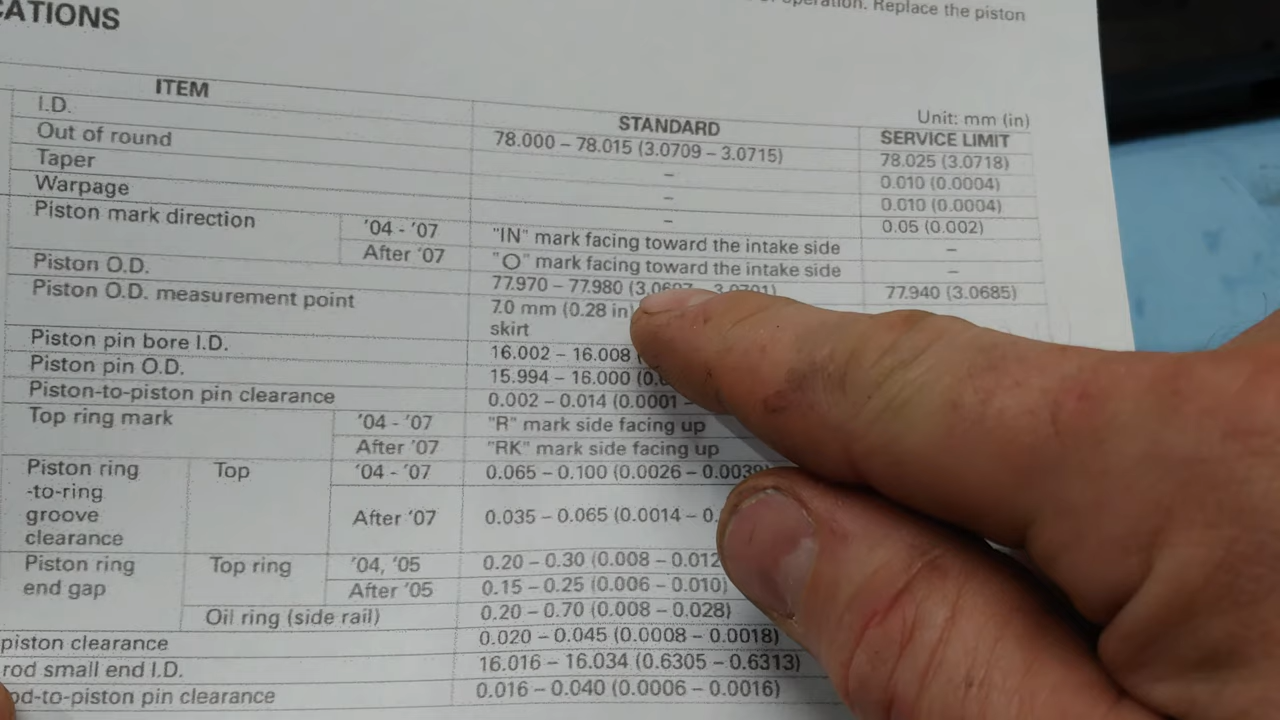 CATIONS
operation. Replace the piston
Unit: mm (in)
ITEM STANDARD SERVICE LIMIT
I.D. 78.000 – 78.015 (3.0709 – 3.0715) 78.025 (3.0718)
Out of round – 0.010 (0.0004)
Taper – 0.010 (0.0004)
Warpage – 0.05 (0.002)
Piston mark direction '04 - '07 "IN" mark facing toward the intake side –
After '07 "O" mark facing toward the intake side –
Piston O.D. 77.970 – 77.980 77.940 (3.0685)
Piston O.D. measurement point 7.0 mm (0.28 in)
skirt
Piston pin bore I.D. 16.002 – 16.008
Piston pin O.D. 15.994 – 16.000
Piston-to-piston pin clearance 0.002 – 0.014 (0.0001 –
Top ring mark '04 - '07 "R" mark side facing up
After '07 "RK" mark side facing up
Piston ring Top '04 - '07 0.065 – 0.100 (0.0026 – 0.0039)
-to-ring
groove After '07 0.035 – 0.065 (0.0014 –
clearance
Piston ring Top ring '04, '05 0.20 – 0.30 (0.008 – 0.012
end gap After '05 0.15 – 0.25 (0.006 – 0.010)
Oil ring (side rail) 0.20 – 0.70 (0.008 – 0.028)
piston clearance 0.020 – 0.045 (0.0008 – 0.0018)
rod small end I.D. 16.016 – 16.034 (0.6305 – 0.6313)
od-to-piston pin clearance 0.016 – 0.040 (0.0006 – 0.0016)